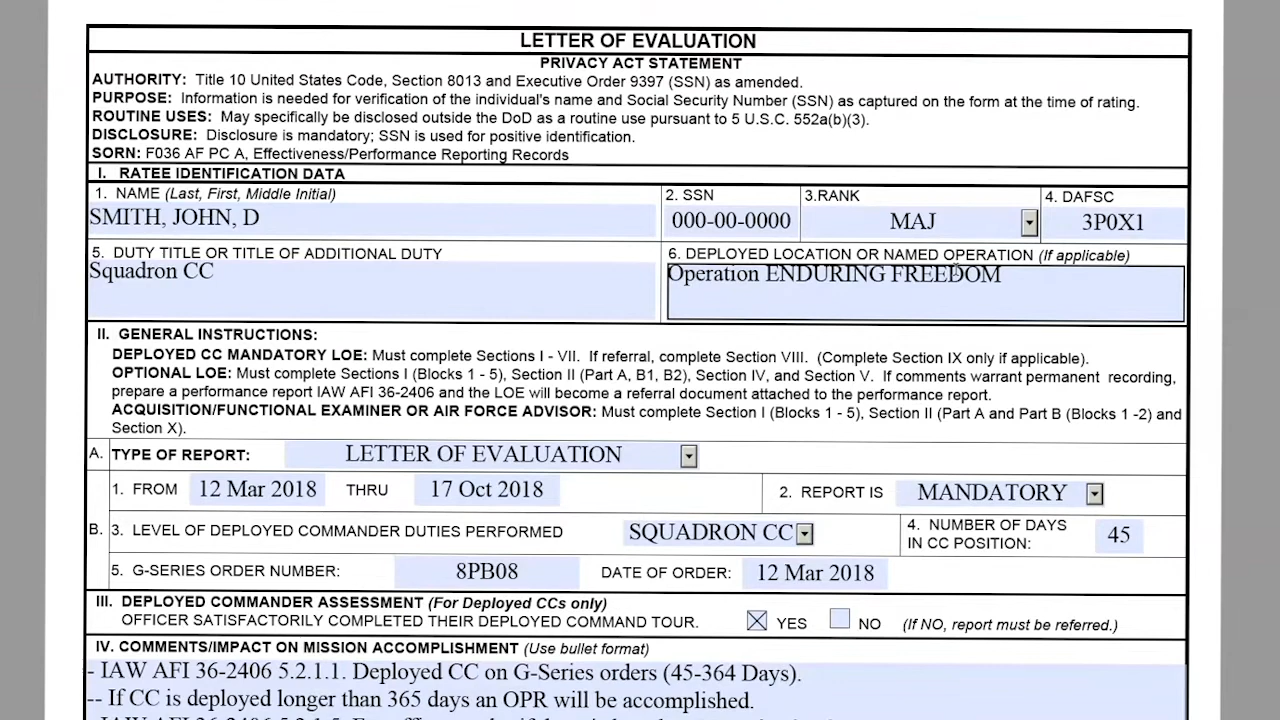 LETTER OF EVALUATION
PRIVACY ACT STATEMENT
AUTHORITY: Title 10 United States Code, Section 8013 and Executive Order 9397 (SSN) as amended.
PURPOSE: Information is needed for verification of the individual's name and Social Security Number (SSN) as captured on the form at the time of rating.
ROUTINE USES: May specifically be disclosed outside the DoD as a routine use pursuant to 5 U.S.C. 552a(b)(3).
DISCLOSURE: Disclosure is mandatory; SSN is used for positive identification.
SORN: F036 AF PC A, Effectiveness/Performance Reporting Records
I. RATEE IDENTIFICATION DATA
1. NAME (Last, First, Middle Initial) 2. SSN 3.RANK 4. DAFSC
SMITH, JOHN, D 000-00-0000 MAJ 3P0X1
5. DUTY TITLE OR TITLE OF ADDITIONAL DUTY 6. DEPLOYED LOCATION OR NAMED OPERATION (If applicable)
Squadron CC Operation ENDURING FREEDOM
II. GENERAL INSTRUCTIONS:
DEPLOYED CC MANDATORY LOE: Must complete Sections I - VII. If referral, complete Section VIII. (Complete Section IX only if applicable).
OPTIONAL LOE: Must complete Sections I (Blocks 1 - 5), Section II (Part A, B1, B2), Section IV, and Section V. If comments warrant permanent recording,
prepare a performance report IAW AFI 36-2406 and the LOE will become a referral document attached to the performance report.
ACQUISITION/FUNCTIONAL EXAMINER OR AIR FORCE ADVISOR: Must complete Section I (Blocks 1 - 5), Section II (Part A and Part B (Blocks 1 -2) and
Section X).
A. TYPE OF REPORT: LETTER OF EVALUATION
1. FROM 12 Mar 2018 THRU 17 Oct 2018 2. REPORT IS MANDATORY
B. 3. LEVEL OF DEPLOYED COMMANDER DUTIES PERFORMED SQUADRON CC 4. NUMBER OF DAYS
IN CC POSITION: 45
5. G-SERIES ORDER NUMBER: 8PB08 DATE OF ORDER: 12 Mar 2018
III. DEPLOYED COMMANDER ASSESSMENT (For Deployed CCs only)
OFFICER SATISFACTORILY COMPLETED THEIR DEPLOYED COMMAND TOUR. YES NO (If NO, report must be referred.)
IV. COMMENTS/IMPACT ON MISSION ACCOMPLISHMENT (Use bullet format)
- IAW AFI 36-2406 5.2.1.1. Deployed CC on G-Series orders (45-364 Days).
-- If CC is deployed longer than 365 days an OPR will be accomplished.